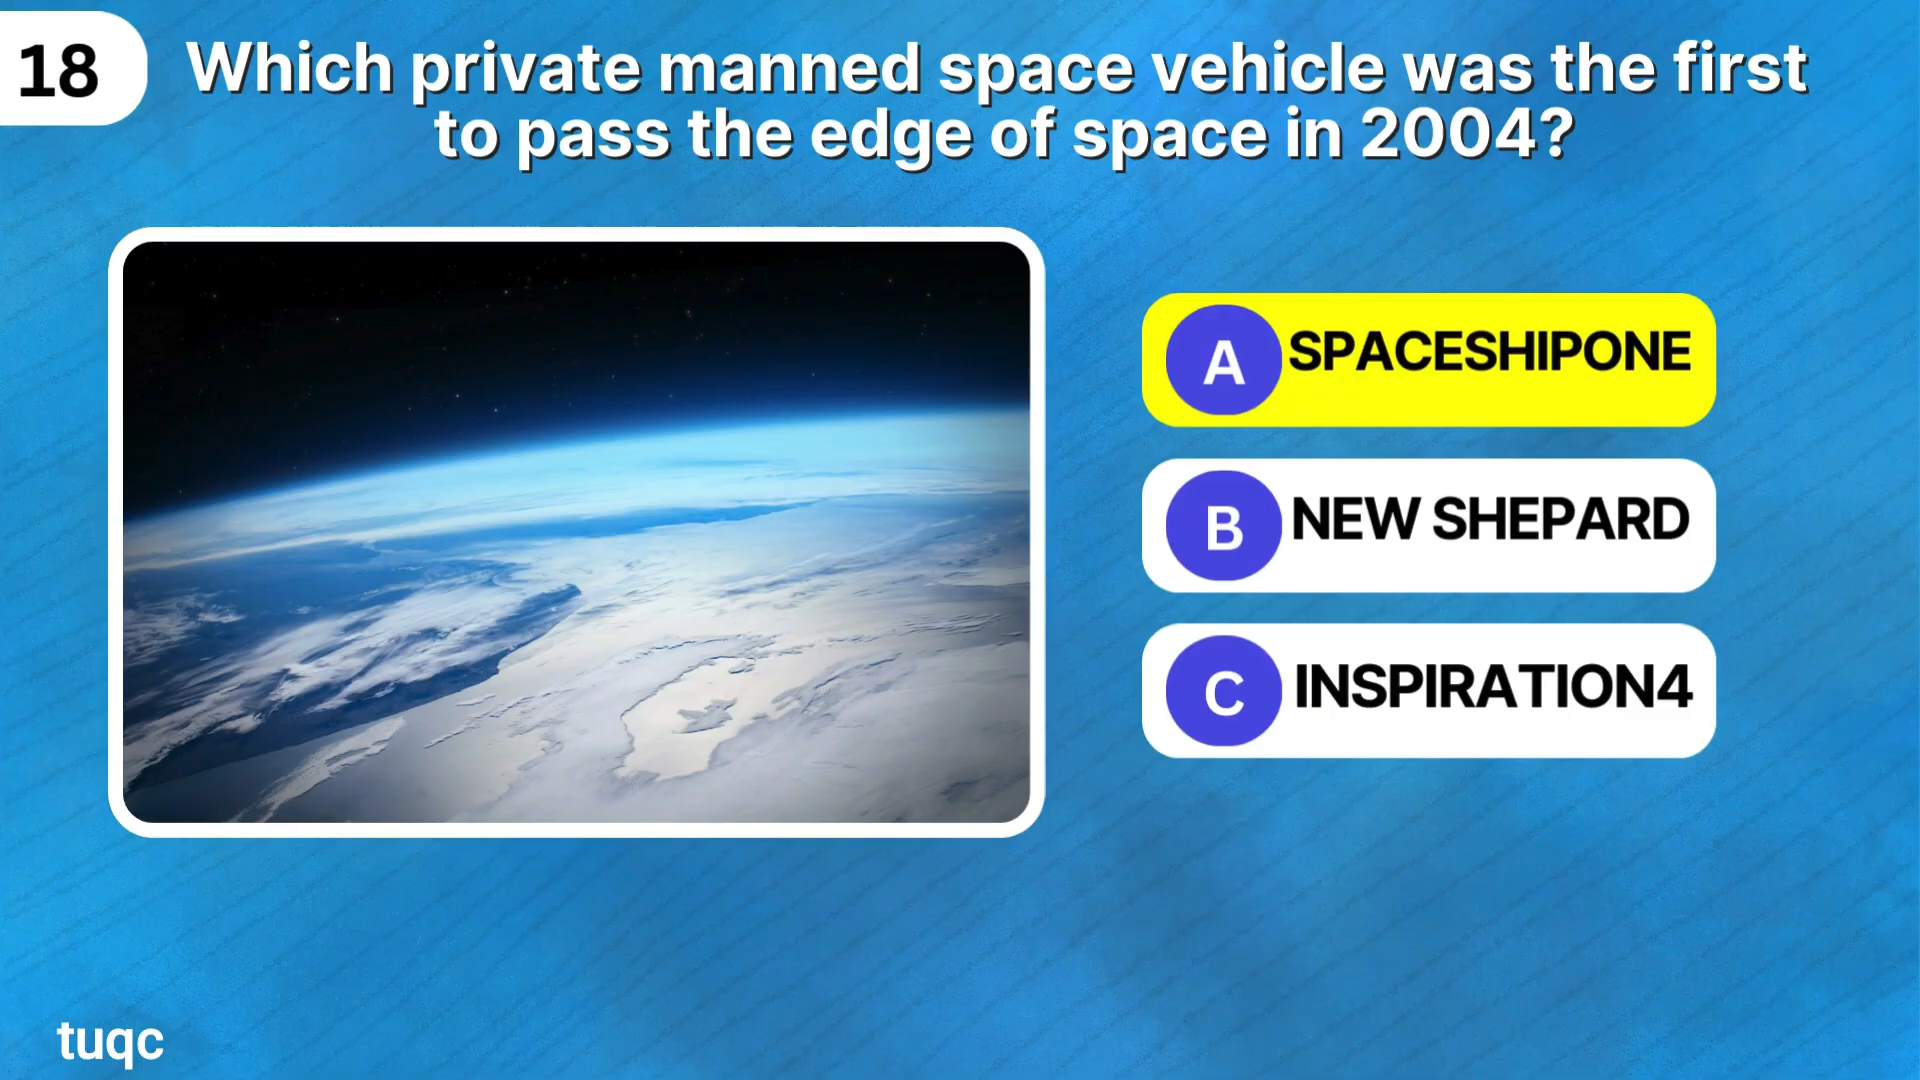 18
Which private manned space vehicle was the first
to pass the edge of space in 2004?
A SPACESHIPONE
B NEW SHEPARD
C INSPIRATION4
tuqc